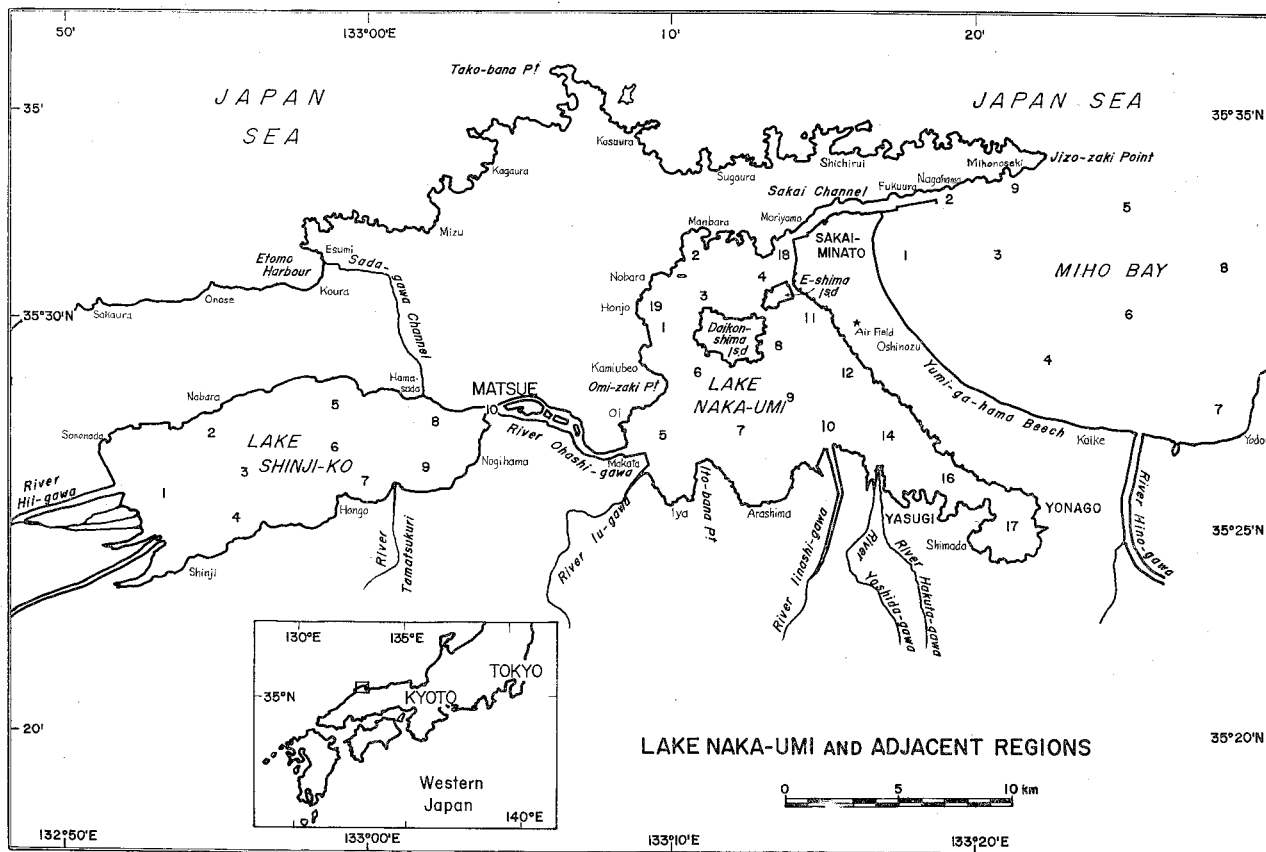 50'
133°00'
10'
20'
JAPAN
SEA
JAPAN SEA
35'
35°35'N
Tako-bana Pt
Kasaura
Kagaura
Sugaura
Shichirui
Mihonoseki
Jizo-zaki Point
Sakai Channel
Fukuura
Nagahama
9
2
5
Mizu
Manbara
Moriyama
SAKAI-
MINATO
Etomo
Harbour
Esumi
Sada-gawa Channel
Koura
Onase
Sakaura
35°30'
35°30'N
2
18
1
3
MIHO BAY
8
Nobara
4
E-shima
Isd
3
Honjo
19
1
11
6
Daikon-
shima
Isd
8
Air Field
Oshinozu
4
Kamiubeo
Omi-zaki Pt
6
LAKE
NAKA-UMI
12
Yumi-ga-hama Beech
Hama-
sada
MATSUE
10
Nobara
5
8
9
7
Oi
River Ohashi-gawa
Sononada
2
LAKE
SHINJI-KO
6
5
7
10
14
Kaike
Yodo
3
7
9
Nogihama
Makata
16
River
Hii-gawa
1
4
Hongo
Iya
Ito-bana Pt
Arashima
YASUGI
17
YONAGO
Shimada
35°25'N
Shinji
River
Tamatsukuri
River Iu-gawa
River Iinashi-gawa
River
Yoshida-gawa
River Hakuta-gawa
River Hino-gawa
130°E
135°E
35°N
TOKYO
KYOTO
Western
Japan
140°E
20'
35°20'N
LAKE NAKA-UMI AND ADJACENT REGIONS
0
5
10 km
132°50'
133°00'
133°10'
133°20'